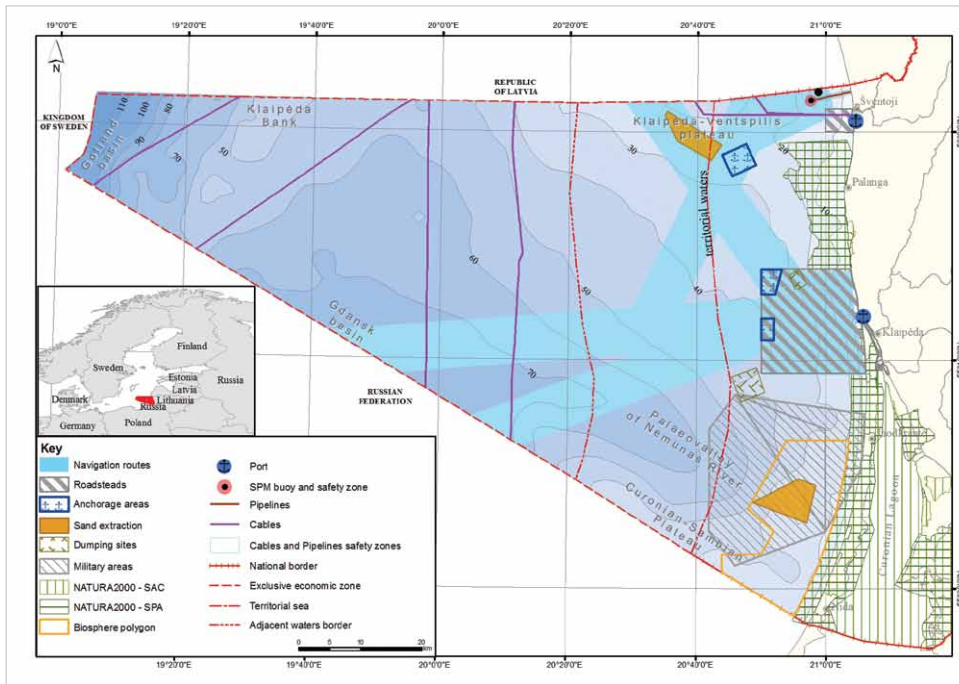 19°0'0"E
19°20'0"E
19°40'0"E
20°0'0"E
20°20'0"E
20°40'0"E
21°0'0"E
N
REPUBLIC
OF LATVIA
KINGDOM
OF SWEDEN
110
100
90
80
70
50
Gotland
basin
Klaipėda
Bank
Klaipėda-Ventspilis
plateau
Šventoji
30
20
10
Palanga
territorial waters
60
50
40
Gdansk
basin
Klaipėda
RUSSIAN
FEDERATION
70
Palaeovalley
of Nemunas River
Curonian-Sambian
Plateau
Curonian Lagoon
Nida
Finland
Sweden
Estonia
Latvia
Lithuania
Russia
Denmark
Russia
Germany
Poland
Key
Navigation routes
Roadsteads
Anchorage areas
Sand extraction
Dumping sites
Military areas
NATURA2000 - SAC
NATURA2000 - SPA
Biosphere polygon
Port
SPM buoy and safety zone
Pipelines
Cables
Cables and Pipelines safety zones
National border
Exclusive economic zone
Territorial sea
Adjacent waters border
0 5 10 20
km
19°20'0"E
19°40'0"E
20°0'0"E
20°20'0"E
20°40'0"E
21°0'0"E